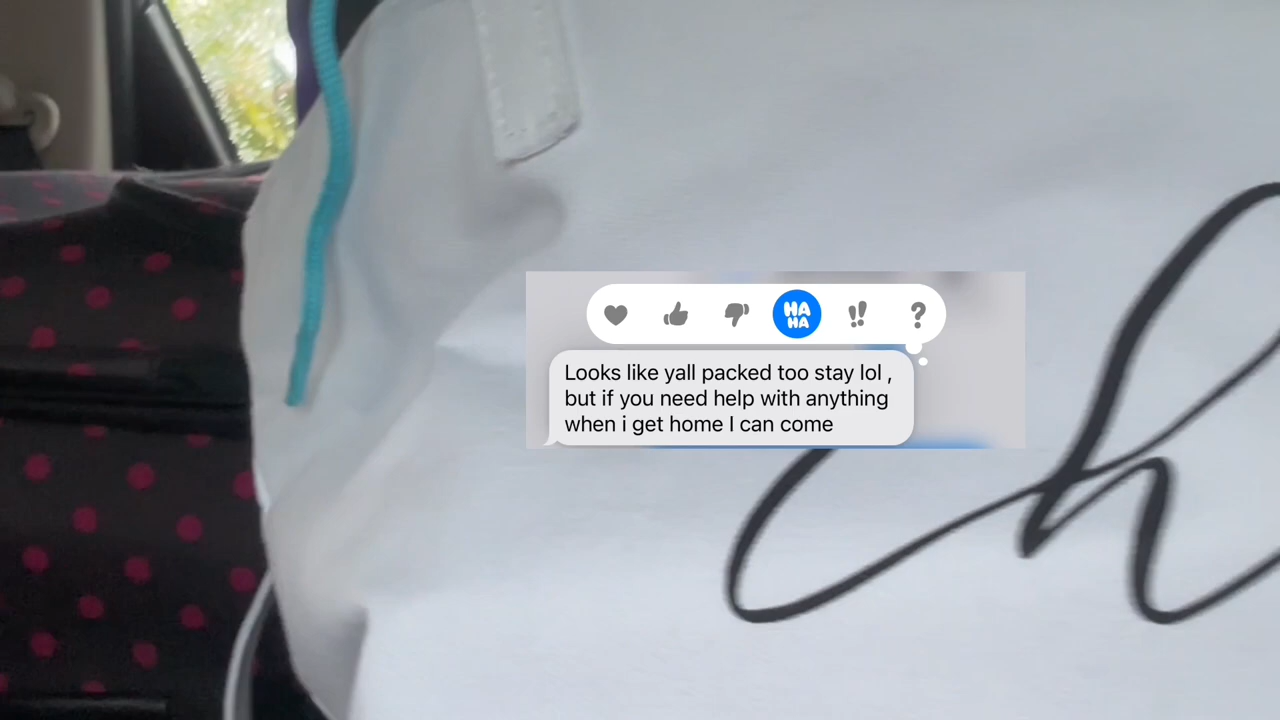 HA
HA
!!
?
Looks like yall packed too stay lol ,
but if you need help with anything
when i get home I can come
ch